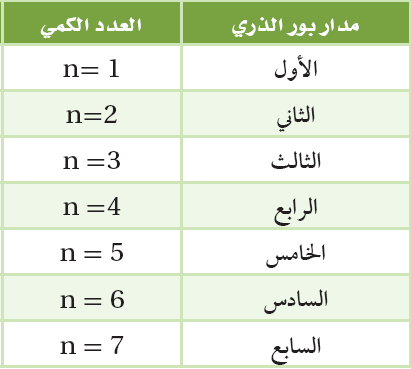 مدار بور الذري العدد الكمي
الأول n= 1
الثاني n=2
الثالث n =3
الرابع n =4
الخامس n = 5
السادس n = 6
السابع n = 7